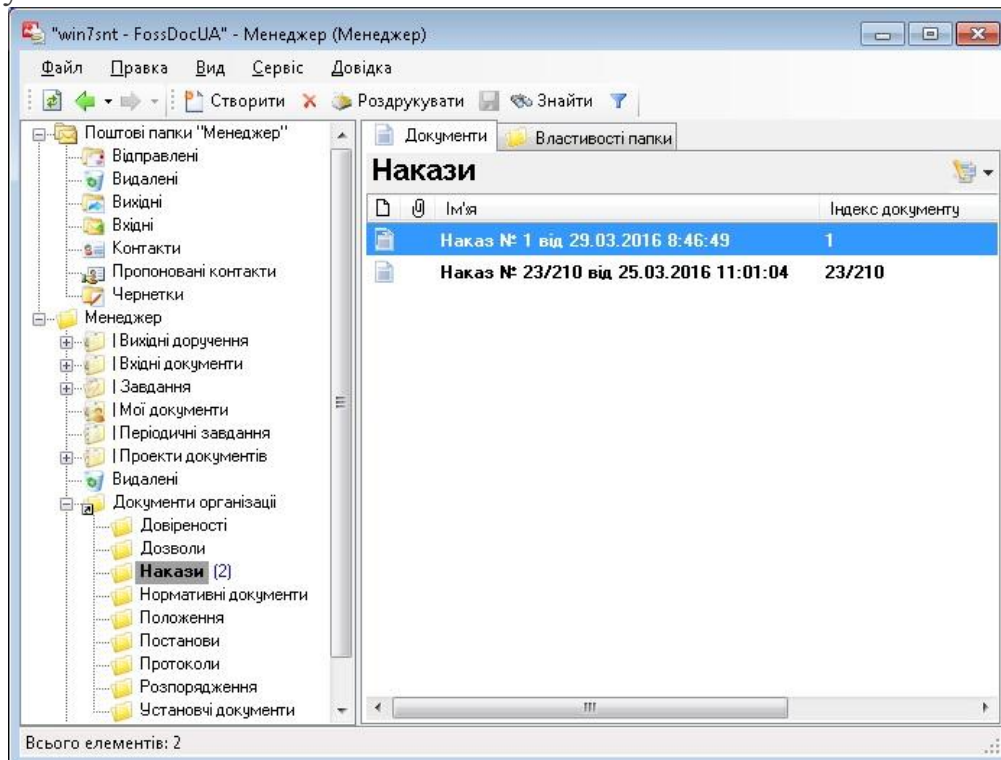 "win7snt - FossDocUA" - Менеджер (Менеджер)
Файл Правка Вид Сервіс Довідка
Створити Роздрукувати Знайти
Поштові папки "Менеджер"
Відправлені
Видалені
Вихідні
Вхідні
Контакти
Пропоновані контакти
Чернетки
Менеджер
| Вихідні доручення
| Вхідні документи
| Завдання
| Мої документи
| Періодичні завдання
| Проекти документів
Видалені
Документи організації
Довіреності
Дозволи
Накази (2)
Нормативні документи
Положення
Постанови
Протоколи
Розпорядження
Установчі документи
Документи Властивості папки
Накази
Ім'я Індекс документу
Наказ № 1 від 29.03.2016 8:46:49 1
Наказ № 23/210 від 25.03.2016 11:01:04 23/210
Всього елементів: 2